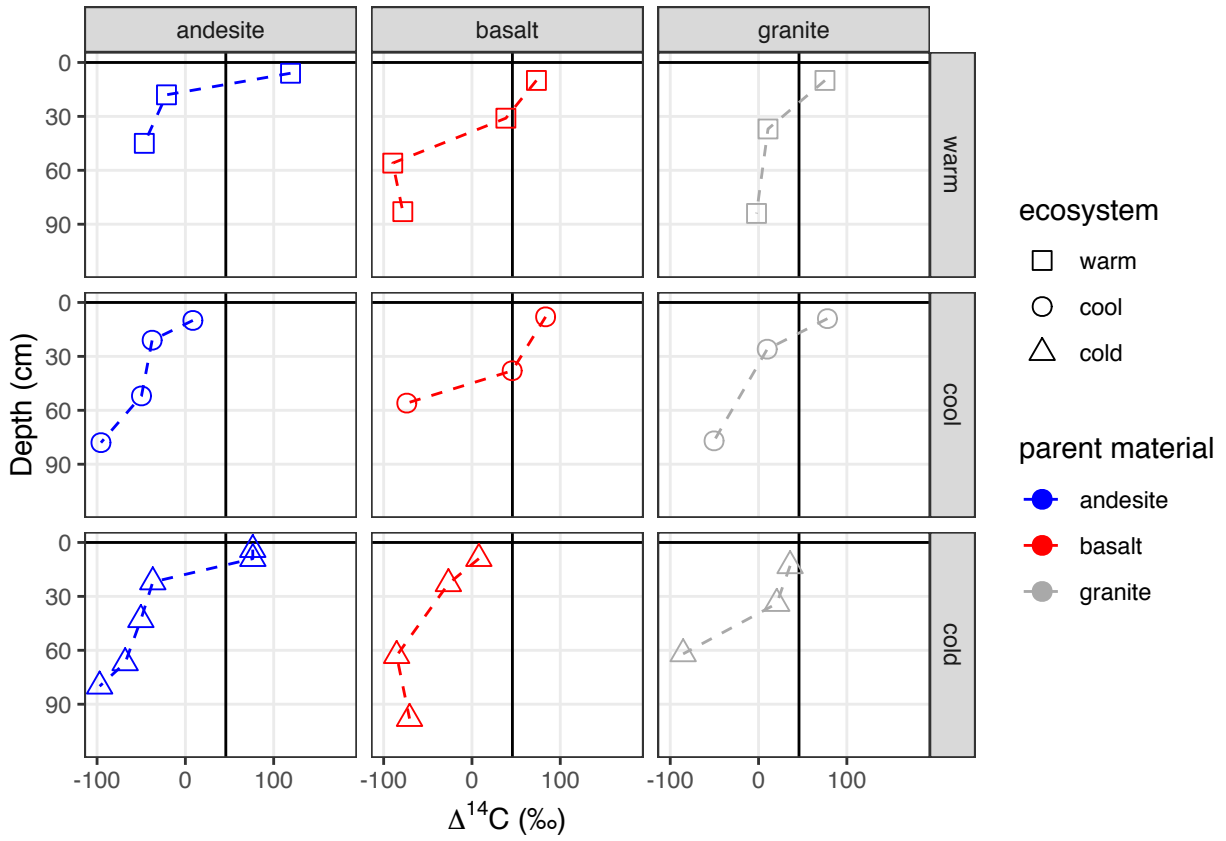 andesite basalt granite
0
30
60
90
warm
0
30
60
90
cool
0
30
60
90
cold
-100 0 100 -100 0 100 -100 0 100
Depth (cm)
Δ¹⁴C (‰)
ecosystem
warm
cool
cold
parent material
andesite
basalt
granite